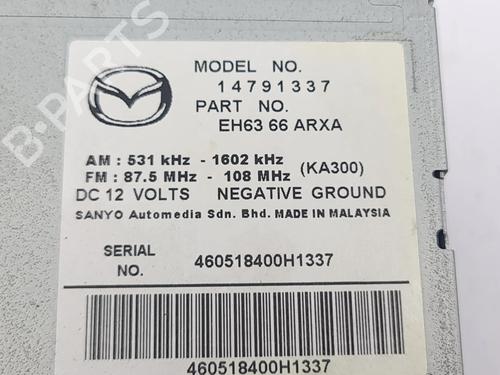 MODEL NO.
14791337
PART NO.
EH63 66 ARXA
AM : 531 kHz - 1602 kHz
FM : 87.5 MHz - 108 MHz (KA300)
DC 12 VOLTS NEGATIVE GROUND
SANYO Automedia Sdn. Bhd. MADE IN MALAYSIA
SERIAL NO. 460518400H1337
460518400H1337
B-PARTS